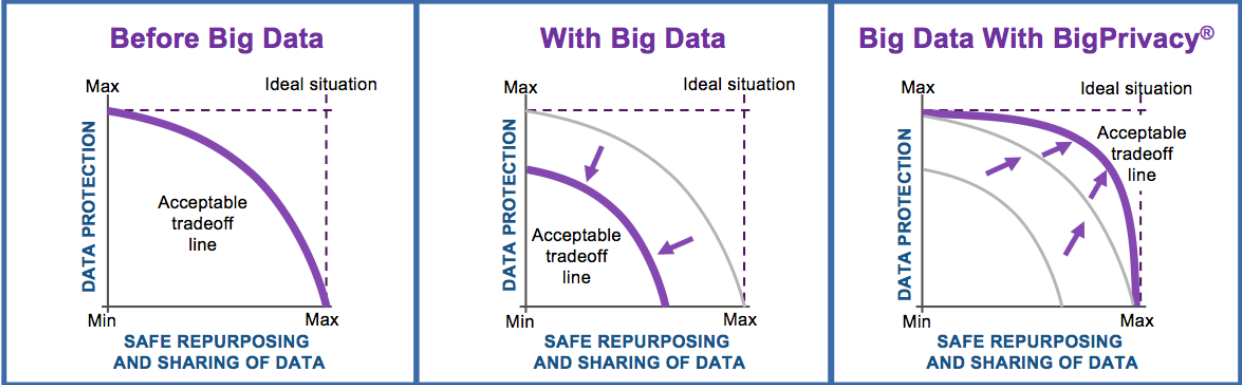 Before Big Data
Max
Ideal situation
DATA PROTECTION
Acceptable
tradeoff
line
Min
Max
SAFE REPURPOSING
AND SHARING OF DATA
With Big Data
Max
Ideal situation
DATA PROTECTION
Acceptable
tradeoff
line
Min
Max
SAFE REPURPOSING
AND SHARING OF DATA
Big Data With BigPrivacy®
Max
Ideal situation
DATA PROTECTION
Acceptable
tradeoff
line
Min
Max
SAFE REPURPOSING
AND SHARING OF DATA